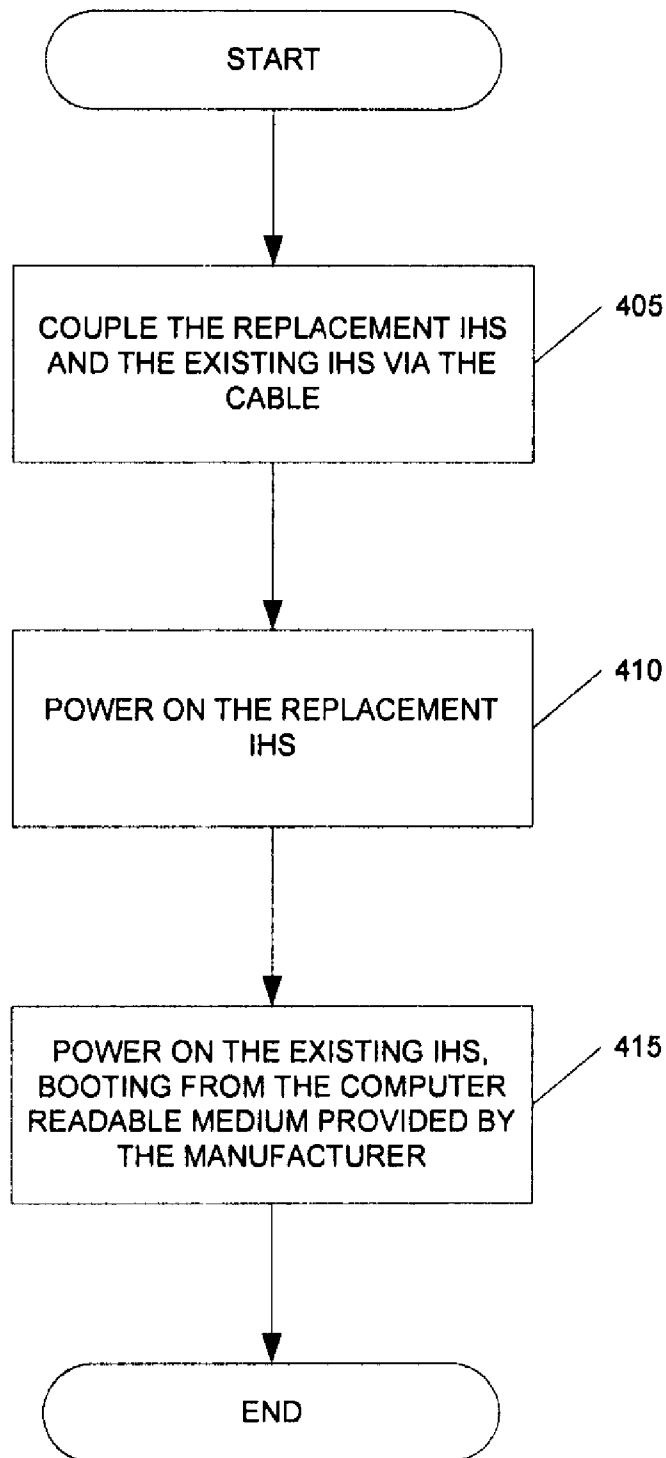 START
COUPLE THE REPLACEMENT IHS
AND THE EXISTING IHS VIA THE
CABLE
405
POWER ON THE REPLACEMENT
IHS
410
POWER ON THE EXISTING IHS,
BOOTING FROM THE COMPUTER
READABLE MEDIUM PROVIDED BY
THE MANUFACTURER
415
END